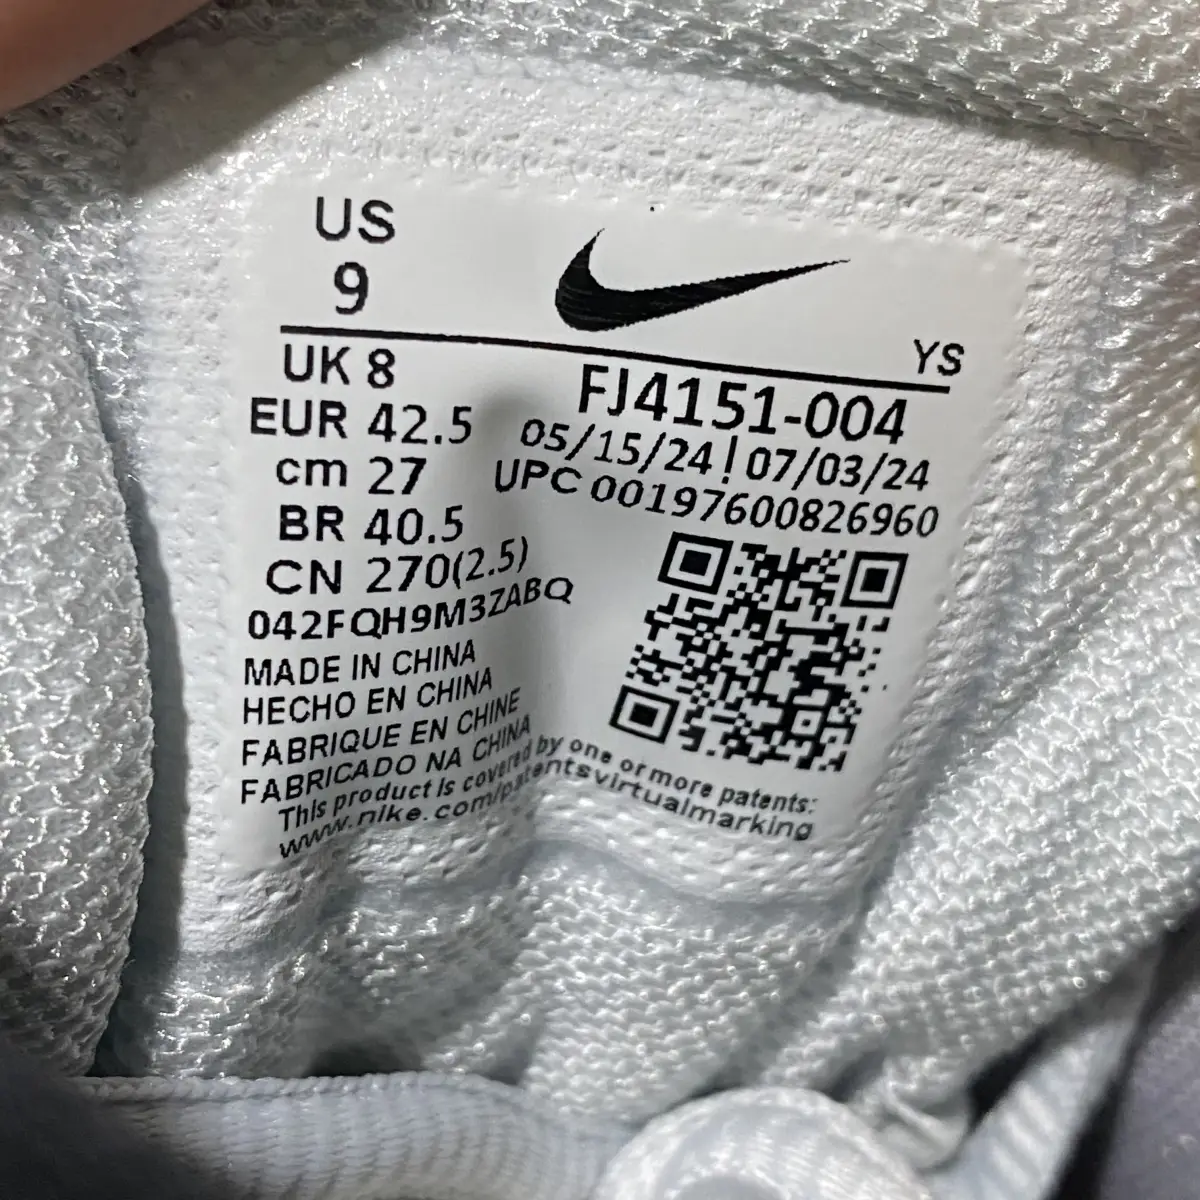 US
9
YS
UK 8
EUR 42.5
cm 27
BR 40.5
CN 270(2.5)
FJ4151-004
05/15/24 | 07/03/24
UPC 00197600826960
042FQH9M3ZABQ
MADE IN CHINA
HECHO EN CHINA
FABRIQUE EN CHINE
FABRICADO NA CHINA
This product is covered by one or more patents:
www.nike.com/patentsvirtualmarking